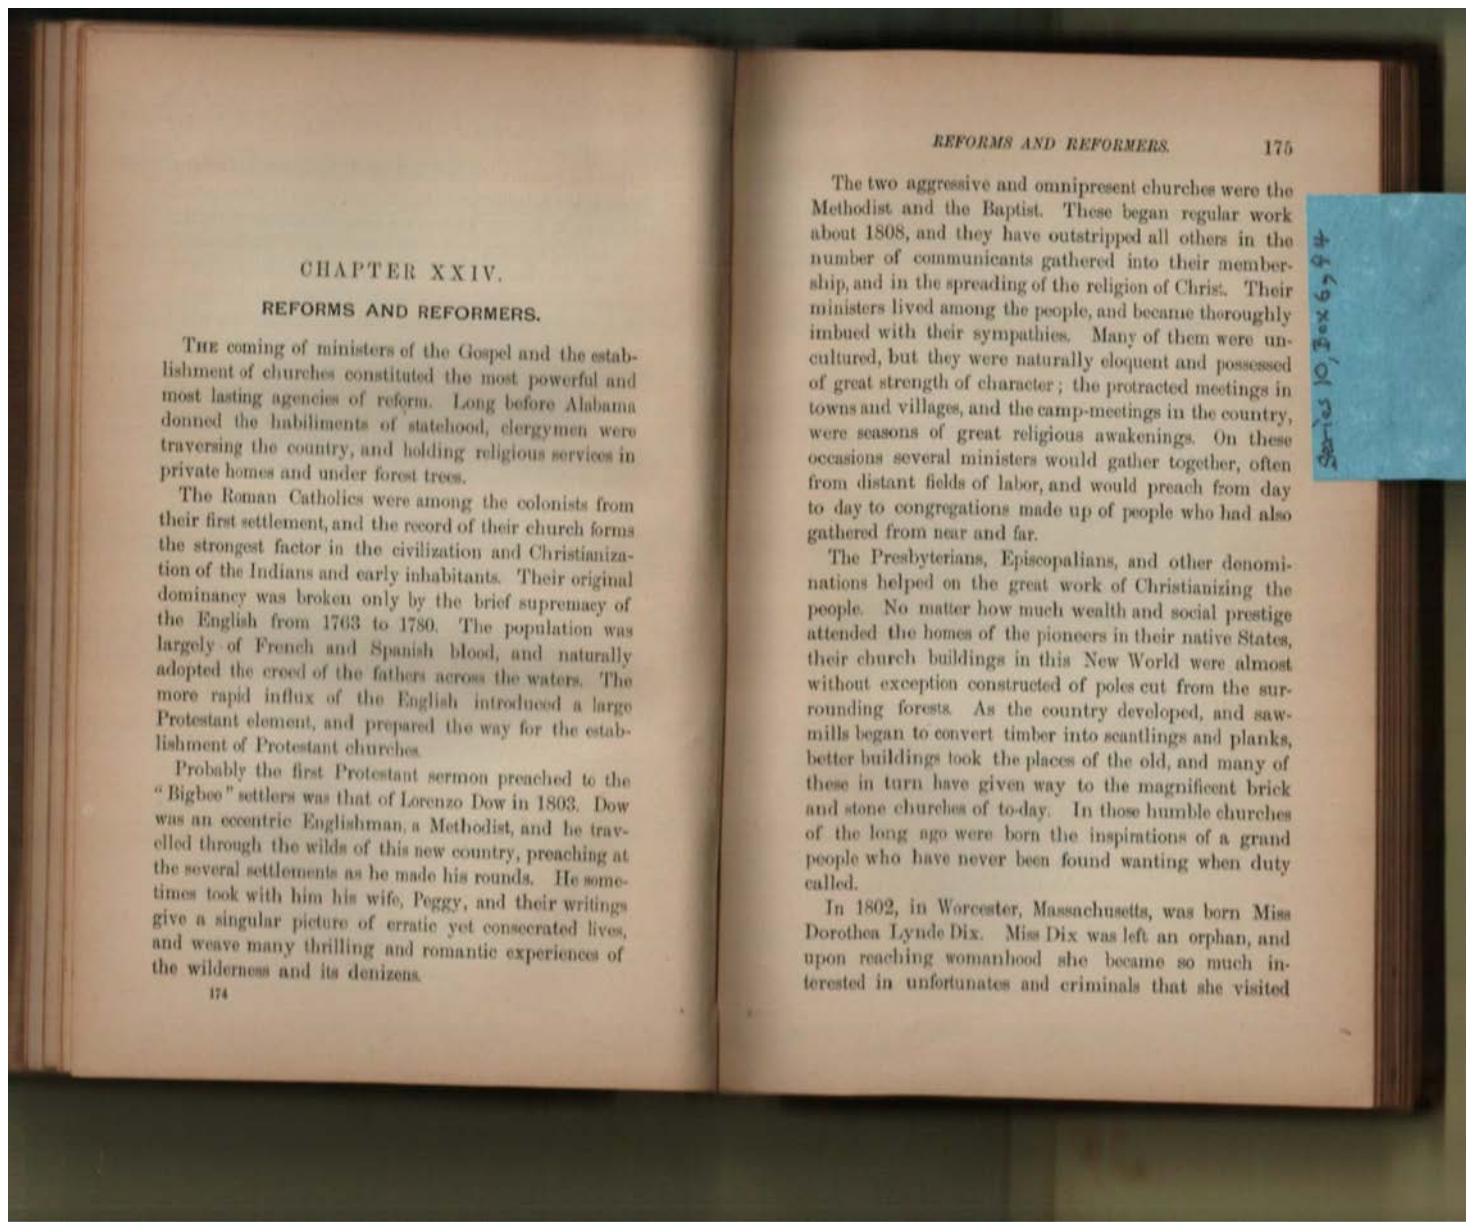 CHAPTER XXIV.
REFORMS AND REFORMERS.
THE coming of ministers of the Gospel and the estab-
lishment of churches constituted the most powerful and
most lasting agencies of reform. Long before Alabama
donned the habiliments of statehood, clergymen were
traversing the country, and holding religious services in
private homes and under forest trees.
The Roman Catholics were among the colonists from
their first settlement, and the record of their church forms
the strongest factor in the civilization and Christianiza-
tion of the Indians and early inhabitants. Their original
dominancy was broken only by the brief supremacy of
the English from 1763 to 1780. The population was
largely of French and Spanish blood, and naturally
adopted the creed of the fathers across the waters. The
more rapid influx of the English introduced a large
Protestant element, and prepared the way for the estab-
lishment of Protestant churches.
Probably the first Protestant sermon preached to the
"Bigbee" settlers was that of Lorenzo Dow in 1803. Dow
was an eccentric Englishman, a Methodist, and he trav-
elled through the wilds of this new country, preaching at
the several settlements as he made his rounds. He some-
times took with him his wife, Peggy, and their writings
give a singular picture of erratic yet consecrated lives,
and weave many thrilling and romantic experiences of
the wilderness and its denizens.
174
REFORMS AND REFORMERS. 175
The two aggressive and omnipresent churches were the
Methodist and the Baptist. These began regular work
about 1808, and they have outstripped all others in the
number of communicants gathered into their member-
ship, and in the spreading of the religion of Christ. Their
ministers lived among the people, and became thoroughly
imbued with their sympathies. Many of them were un-
cultured, but they were naturally eloquent and possessed
of great strength of character; the protracted meetings in
towns and villages, and the camp-meetings in the country,
were seasons of great religious awakenings. On these
occasions several ministers would gather together, often
from distant fields of labor, and would preach from day
to day to congregations made up of people who had also
gathered from near and far.
The Presbyterians, Episcopalians, and other denomi-
nations helped on the great work of Christianizing the
people. No matter how much wealth and social prestige
attended the homes of the pioneers in their native States,
their church buildings in this New World were almost
without exception constructed of poles cut from the sur-
rounding forests. As the country developed, and saw-
mills began to convert timber into scantlings and planks,
better buildings took the places of the old, and many of
these in turn have given way to the magnificent brick
and stone churches of to-day. In those humble churches
of the long ago were born the inspirations of a grand
people who have never been found wanting when duty
called.
In 1802, in Worcester, Massachusetts, was born Miss
Dorothea Lynde Dix. Miss Dix was left an orphan, and
upon reaching womanhood she became so much in-
terested in unfortunates and criminals that she visited
Series 10, Box 6,